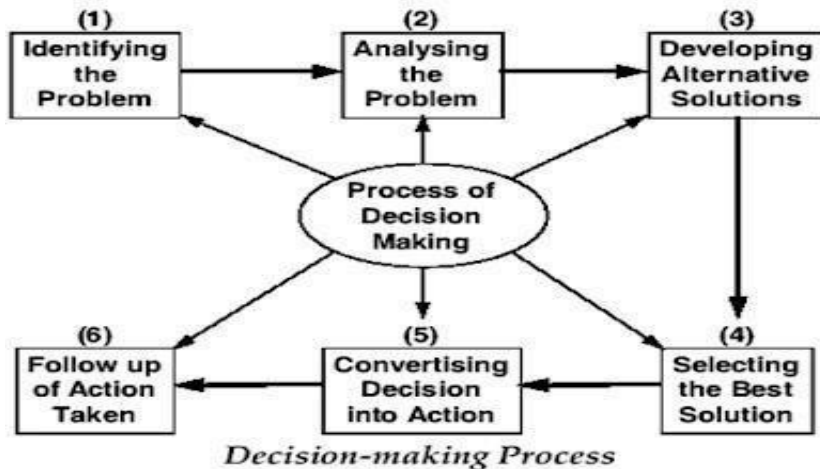 (1)
Identifying
the
Problem
(2)
Analysing
the
Problem
(3)
Developing
Alternative
Solutions
Process of
Decision
Making
(6)
Follow up
of Action
Taken
(5)
Convertising
Decision
into Action
(4)
Selecting
the Best
Solution
Decision-making Process